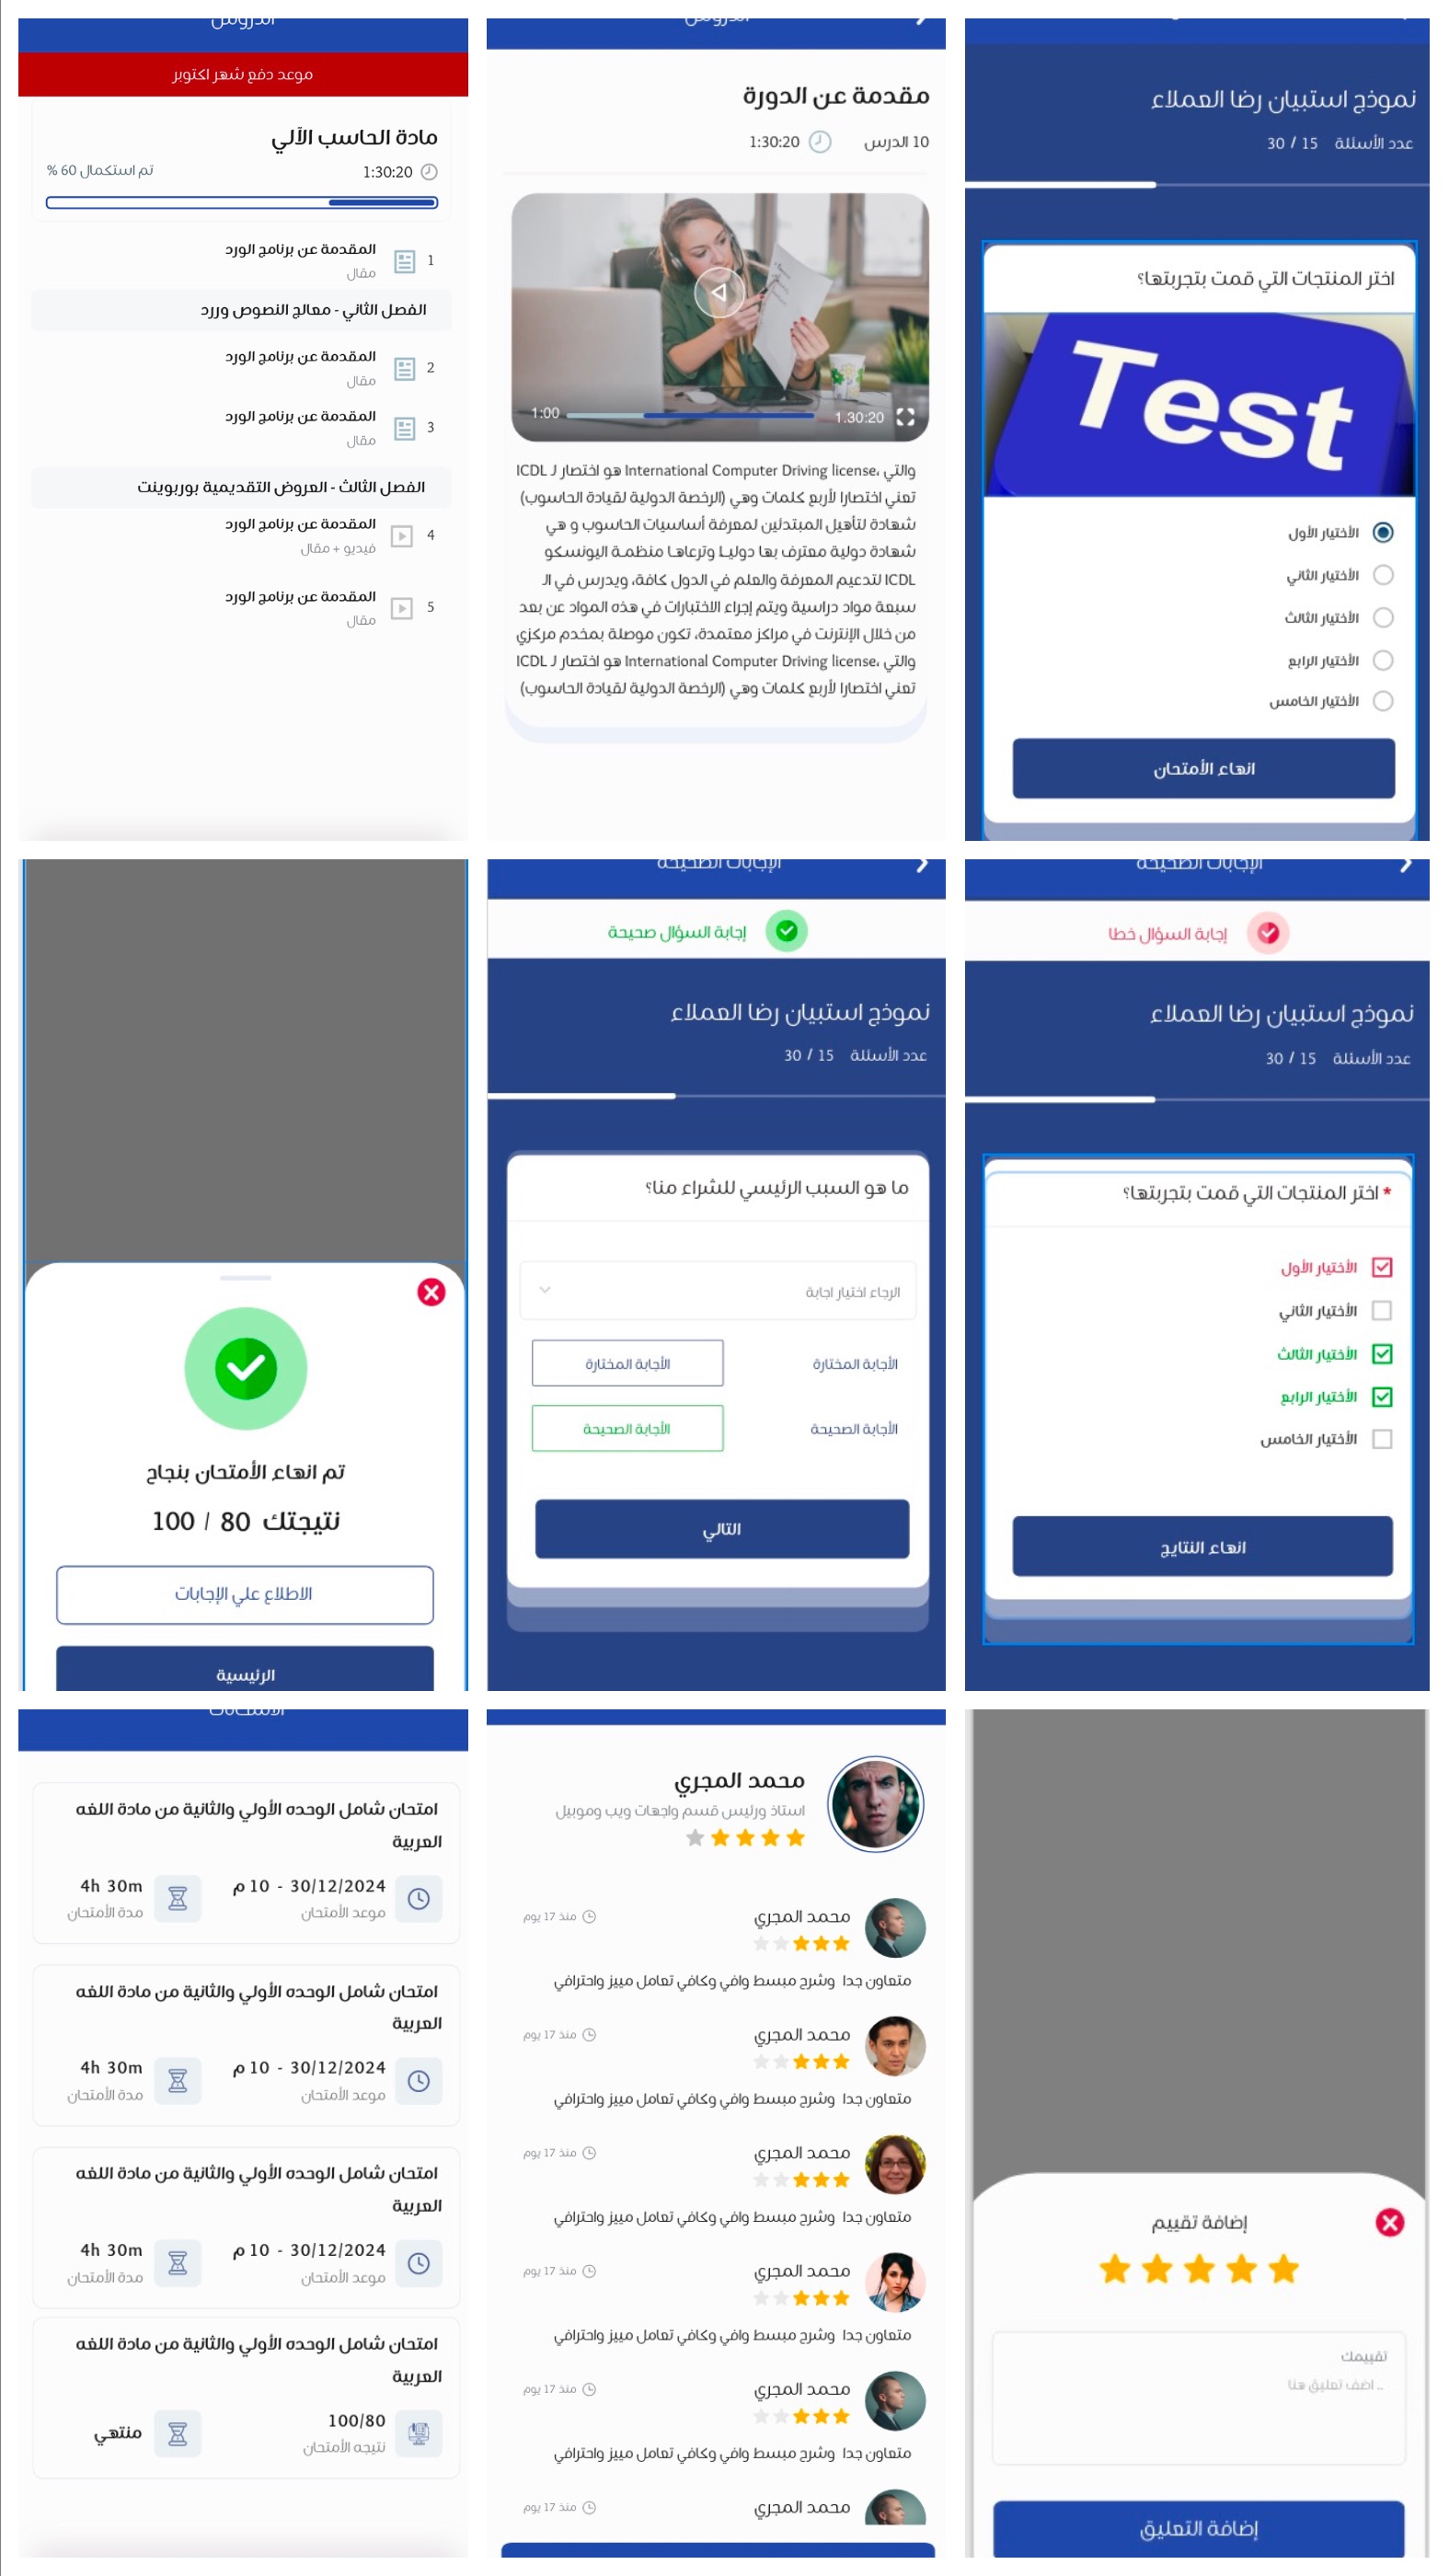 الدروس
موعد دفع شهر اكتوبر
مادة الحاسب الآلي
1:30:20
تم استكمال 60 %
1
المقدمة عن برنامج الورد
مقال
الفصل الثاني - معالج النصوص وررد
2
المقدمة عن برنامج الورد
مقال
3
المقدمة عن برنامج الورد
مقال
الفصل الثالث - العروض التقديمية بوربوينت
4
المقدمة عن برنامج الورد
فيديو + مقال
5
المقدمة عن برنامج الورد
مقال
الدروس
مقدمة عن الدورة
10 الدرس 1:30:20
1:00 1.30:20
ICDL هو اختصار لـ International Computer Driving license، والتي
تعني اختصارا لأربع كلمات وهي (الرخصة الدولية لقيادة الحاسوب)
شهادة لتأهيل المبتدئين لمعرفة أساسيات الحاسوب و هي
شهادة دولية معترف بها دوليـا وترعاهـا منظمـة اليونسكو
ICDL لتدعيم المعرفة والعلم في الدول كافة، ويدرس في الـ
سبعة مواد دراسية ويتم إجراء الاختبارات في هذه المواد عن بعد
من خلال الإنترنت في مراكز معتمدة، تكون موصلة بمخدم مركزي
ICDL هو اختصار لـ International Computer Driving license، والتي
تعني اختصارا لأربع كلمات وهي (الرخصة الدولية لقيادة الحاسوب)
نموذج استبيان رضا العملاء
عدد الأسئلة 15 / 30
اختر المنتجات التي قمت بتجربتها؟
Test
الأختيار الأول
الأختيار الثاني
الأختيار الثالث
الأختيار الرابع
الأختيار الخامس
انهاء الأمتحان
تم انهاء الأمتحان بنجاح
نتيجتك 80 / 100
الاطلاع علي الإجابات
الرئيسية
الإجابات الصحيحة
إجابة السؤال صحيحة
نموذج استبيان رضا العملاء
عدد الأسئلة 15 / 30
ما هو السبب الرئيسي للشراء منا؟
الرجاء اختيار اجابة
الأجابة المختارة
الأجابة المختارة
الأجابة الصحيحة
الأجابة الصحيحة
التالي
الإجابات الصحيحة
إجابة السؤال خطا
نموذج استبيان رضا العملاء
عدد الأسئلة 15 / 30
* اختر المنتجات التي قمت بتجربتها؟
الأختيار الأول
الأختيار الثاني
الأختيار الثالث
الأختيار الرابع
الأختيار الخامس
انهاء النتايج
الامتحانات
امتحان شامل الوحده الأولي والثانية من مادة اللغه
العربية
30/12/2024 - 10 م
موعد الأمتحان
4h 30m
مدة الأمتحان
امتحان شامل الوحده الأولي والثانية من مادة اللغه
العربية
30/12/2024 - 10 م
موعد الأمتحان
4h 30m
مدة الأمتحان
امتحان شامل الوحده الأولي والثانية من مادة اللغه
العربية
30/12/2024 - 10 م
موعد الأمتحان
4h 30m
مدة الأمتحان
امتحان شامل الوحده الأولي والثانية من مادة اللغه
العربية
100/80
نتيجه الأمتحان
منتهي
محمد المجري
استاذ ورئيس قسم واجهات ويب وموبيل
محمد المجري
منذ 17 يوم
متعاون جدا وشرح مبسط وافي وكافي تعامل مييز واحترافي
محمد المجري
منذ 17 يوم
متعاون جدا وشرح مبسط وافي وكافي تعامل مييز واحترافي
محمد المجري
منذ 17 يوم
متعاون جدا وشرح مبسط وافي وكافي تعامل مييز واحترافي
محمد المجري
منذ 17 يوم
متعاون جدا وشرح مبسط وافي وكافي تعامل مييز واحترافي
محمد المجري
منذ 17 يوم
متعاون جدا وشرح مبسط وافي وكافي تعامل مييز واحترافي
محمد المجري
منذ 17 يوم
إضافة تقييم
تقييمك
اضف تعليق هنا ..
إضافة التعليق